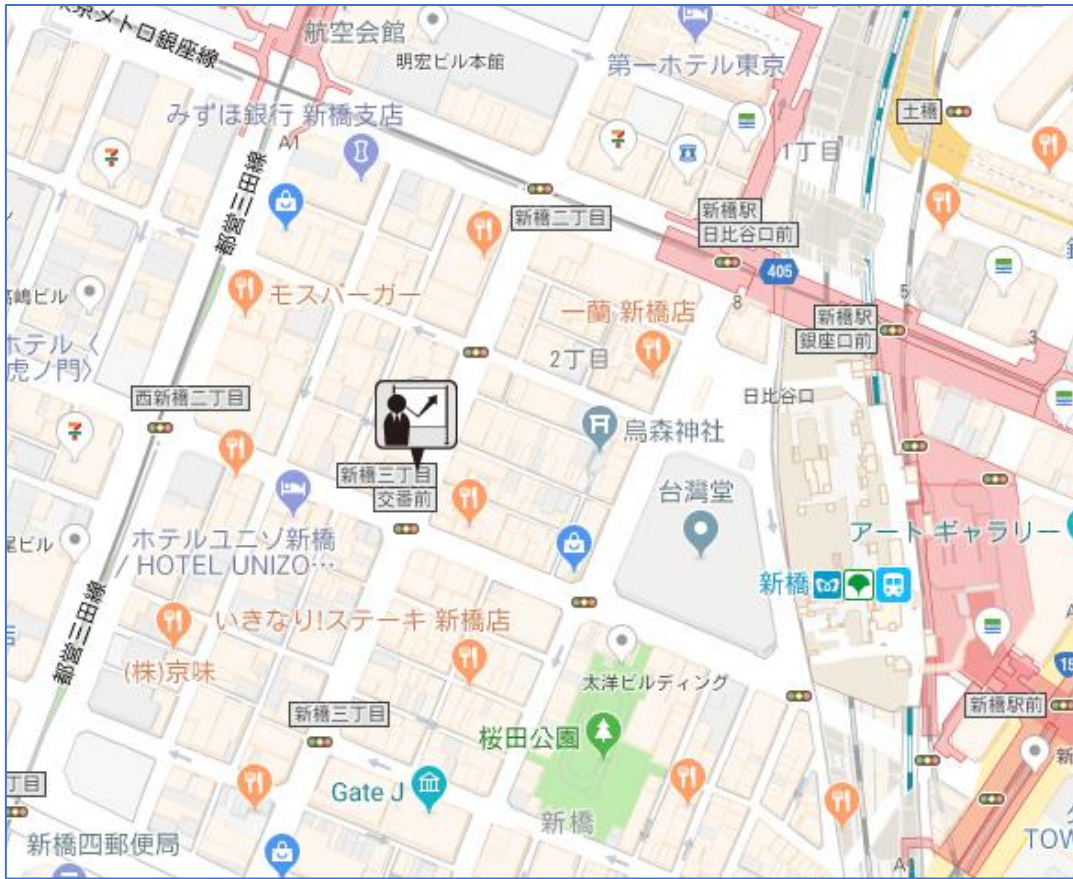 航空会館
明宏ビル本館
第一ホテル東京
みずほ銀行 新橋支店
A1
土橋
1丁目
都営三田線
新橋二丁目
新橋駅
日比谷口前
405
8
5
3
モスバーガー
一蘭 新橋店
新橋駅
銀座口前
2丁目
ホテル〈
虎ノ門〉
西新橋二丁目
日比谷口
烏森神社
新橋三丁目
交番前
台灣堂
アート ギャラリー
ホテルユニゾ新橋
/ HOTEL UNIZO…
新橋
いきなり!ステーキ 新橋店
都営三田線
(株)京味
太洋ビルディング
新橋三丁目
新橋駅前
桜田公園
Gate J
新橋
新橋四郵便局